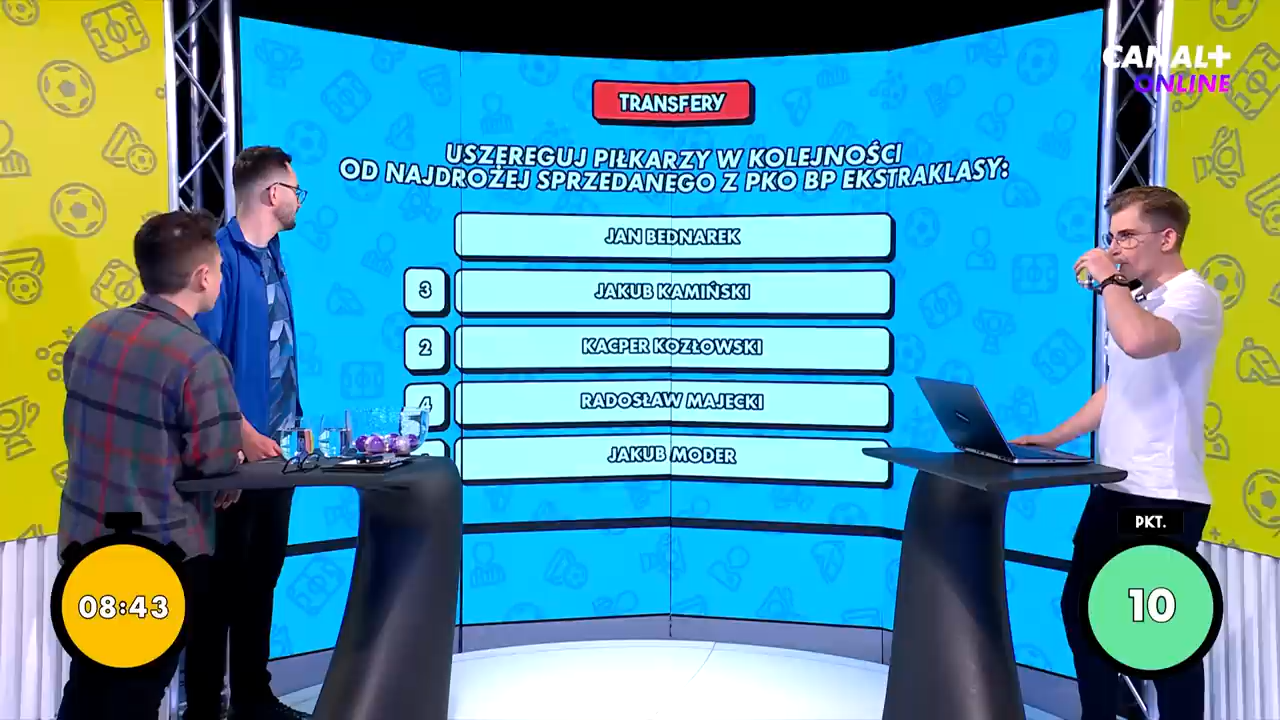 CANAL+
ONLINE
TRANSFERY
USZEREGUJ PIŁKARZY W KOLEJNOŚCI
OD NAJDROŻEJ SPRZEDANEGO Z PKO BP EKSTRAKLASY:
JAN BEDNAREK
3 JAKUB KAMIŃSKI
2 KACPER KOZŁOWSKI
4 RADOSŁAW MAJECKI
JAKUB MODER
PKT.
08:43
10